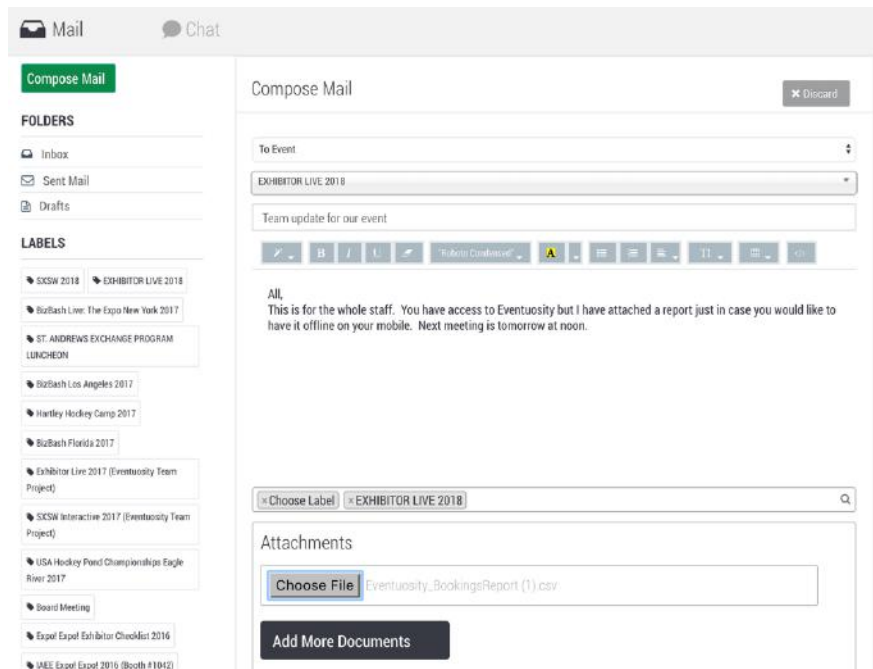 Mail
Chat
Compose Mail
FOLDERS
Inbox
Sent Mail
Drafts
LABELS
SXSW 2018
EXHIBITOR LIVE 2018
BizBash Live: The Expo New York 2017
ST. ANDREWS EXCHANGE PROGRAM
LUNCHEON
BizBash Los Angeles 2017
Hartley Hockey Camp 2017
BizBash Florida 2017
Exhibitor Live 2017 (Eventuosity Team
Project)
SXSW Interactive 2017 (Eventuosity Team
Project)
USA Hockey Pond Championships Eagle
River 2017
Board Meeting
Expo! Expo! Exhibitor Checklist 2016
IAEE Expo! Expo! 2016 (Booth #1042)
Compose Mail
× Discard
To Event
EXHIBITOR LIVE 2018
Team update for our event
B I U "Roboto Condensed" A TI </>
All,
This is for the whole staff. You have access to Eventuosity but I have attached a report just in case you would like to
have it offline on your mobile. Next meeting is tomorrow at noon.
×Choose Label ×EXHIBITOR LIVE 2018
Attachments
Choose File Eventuosity_BookingsReport (1).csv
Add More Documents